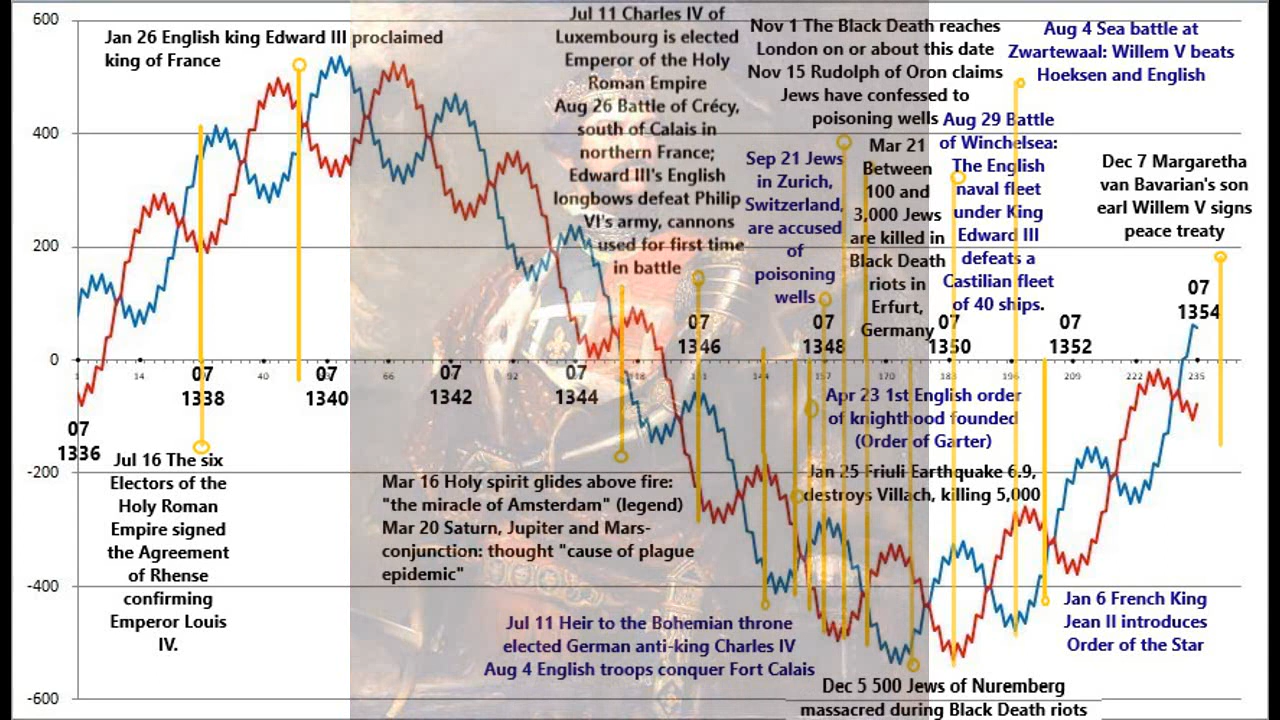 600
400
200
0
-200
-400
-600
Jan 26 English king Edward III proclaimed
king of France
Jul 11 Charles IV of
Luxembourg is elected
Emperor of the Holy
Roman Empire
Aug 26 Battle of Crécy,
south of Calais in
northern France;
Edward III's English
longbows defeat Philip
VI's army, cannons
used for first time
in battle
Nov 1 The Black Death reaches
London on or about this date
Nov 15 Rudolph of Oron claims
Jews have confessed to
poisoning wells
Aug 4 Sea battle at
Zwartewaal: Willem V beats
Hoeksen and English
Sep 21 Jews
in Zurich,
Switzerland,
are accused
of
poisoning
wells
Mar 21
Between
100 and
3,000 Jews
are killed in
Black Death
riots in
Erfurt,
Germany
Aug 29 Battle
of Winchelsea:
The English
naval fleet
under King
Edward III
defeats a
Castilian fleet
of 40 ships.
Dec 7 Margaretha
van Bavarian's son
earl Willem V signs
peace treaty
07
1336
07
1338
07
1340
07
1342
07
1344
07
1346
07
1348
07
1350
07
1352
07
1354
1 14 40 66 92 118 144 157 170 183 196 209 222 235
Jul 16 The six
Electors of the
Holy Roman
Empire signed
the Agreement
of Rhense
confirming
Emperor Louis
IV.
Mar 16 Holy spirit glides above fire:
"the miracle of Amsterdam" (legend)
Mar 20 Saturn, Jupiter and Mars-
conjunction: thought "cause of plague
epidemic"
Apr 23 1st English order
of knighthood founded
(Order of Garter)
Jan 25 Friuli Earthquake 6.9,
destroys Villach, killing 5,000
Jul 11 Heir to the Bohemian throne
elected German anti-king Charles IV
Aug 4 English troops conquer Fort Calais
Jan 6 French King
Jean II introduces
Order of the Star
Dec 5 500 Jews of Nuremberg
massacred during Black Death riots